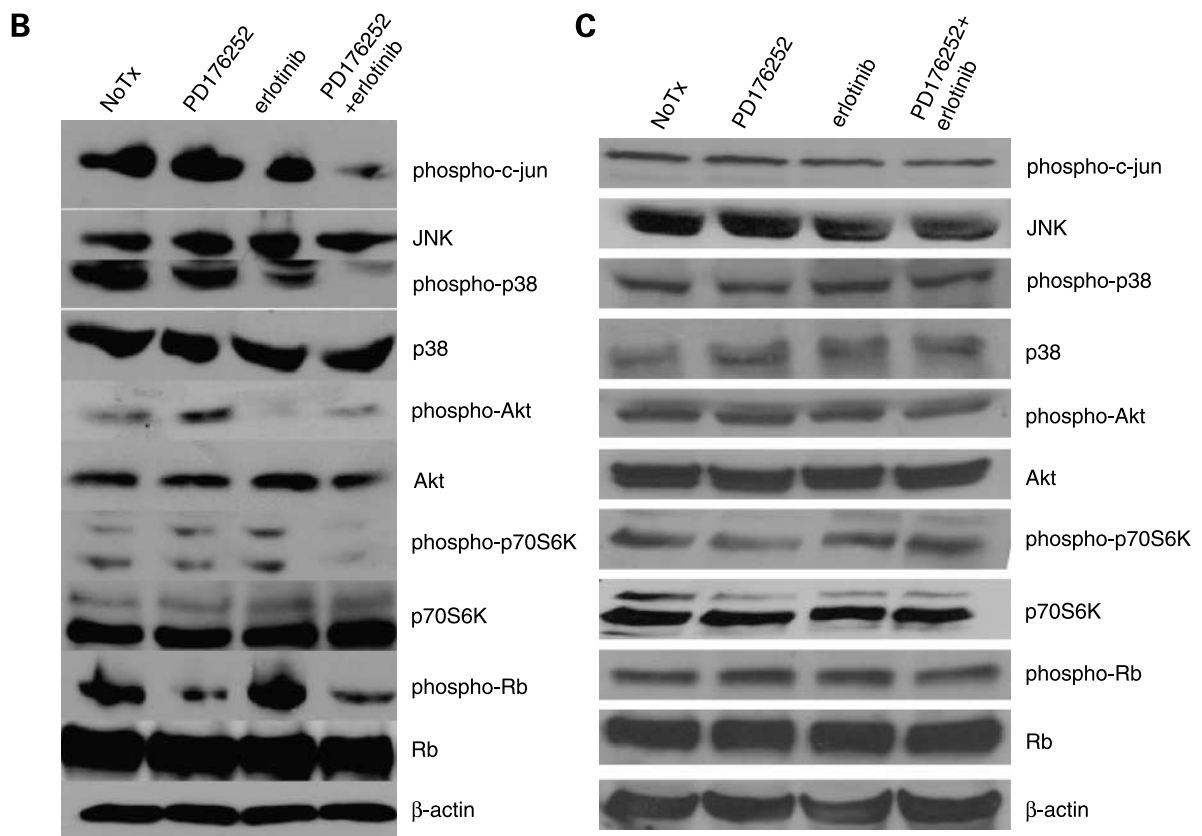 B
NoTx
PD176252
erlotinib
PD176252
+erlotinib
phospho-c-jun
JNK
phospho-p38
p38
phospho-Akt
Akt
phospho-p70S6K
p70S6K
phospho-Rb
Rb
β-actin
C
NoTx
PD176252
erlotinib
PD176252+
erlotinib
phospho-c-jun
JNK
phospho-p38
p38
phospho-Akt
Akt
phospho-p70S6K
p70S6K
phospho-Rb
Rb
β-actin